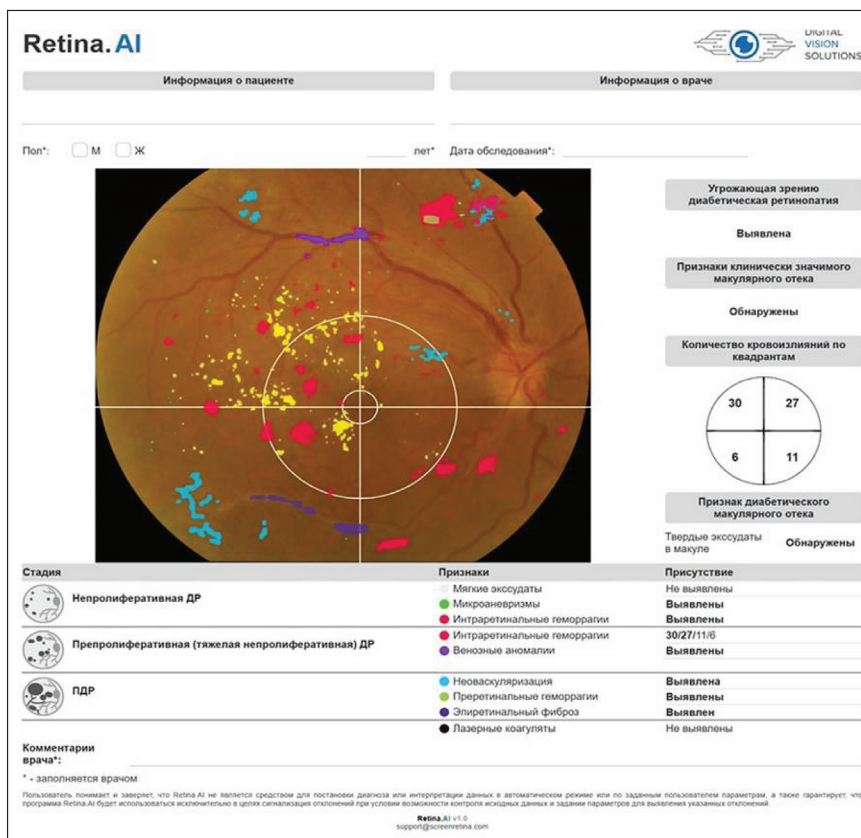 Retina.AI
DIGITAL
VISION
SOLUTIONS
Информация о пациенте
Информация о враче
Пол*: М Ж лет* Дата обследования*:
Угрожающая зрению
диабетическая ретинопатия
Выявлена
Признаки клинически значимого
макулярного отека
Обнаружены
Количество кровоизлияний по
квадрантам
30 27
6 11
Признак диабетического
макулярного отека
Твердые экссудаты
в макуле
Обнаружены
Стадия Признаки Присутствие
Непролиферативная ДР
Мягкие экссудаты Не выявлены
Микроаневризмы Выявлены
Интраретинальные геморрагии Выявлены
Препролиферативная (тяжелая непролиферативная) ДР
Интраретинальные геморрагии 30/27/11/6
Венозные аномалии Выявлены
ПДР
Неоваскуляризация Выявлена
Преретинальные геморрагии Выявлены
Эпиретинальный фиброз Выявлен
Лазерные коагуляты Не выявлены
Комментарии
врача*:
* - заполняется врачом
Пользователь понимает и заверяет, что Retina.AI не является средством для постановки диагноза или интерпретации данных в автоматическом режиме или по заданным пользователем параметрам, а также гарантирует, что
программа Retina.AI будет использоваться исключительно в целях сигнализация отклонений при условии возможности контроля исходных данных и задании параметров для выявления указанных отклонений.
Retina.AI v1.0
support@screenretina.com